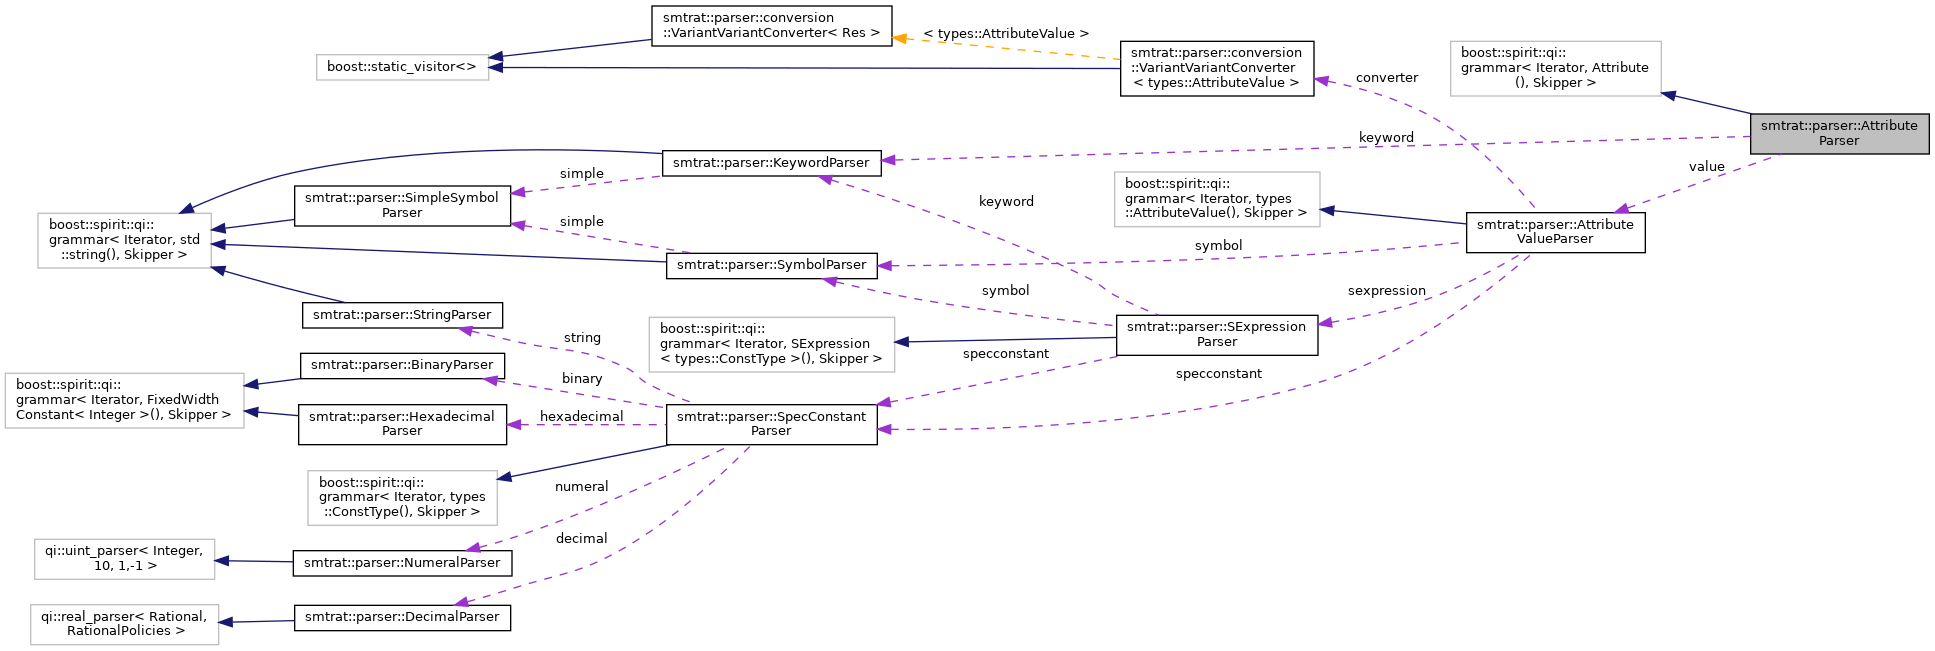 smtrat::parser::conversion
::VariantVariantConverter< Res >
< types::AttributeValue >
boost::static_visitor<>
smtrat::parser::conversion
::VariantVariantConverter
< types::AttributeValue >
converter
boost::spirit::qi::
grammar< Iterator, Attribute
(), Skipper >
smtrat::parser::Attribute
Parser
keyword
value
smtrat::parser::KeywordParser
simple
smtrat::parser::SimpleSymbol
Parser
simple
keyword
boost::spirit::qi::
grammar< Iterator, types
::AttributeValue(), Skipper >
smtrat::parser::Attribute
ValueParser
boost::spirit::qi::
grammar< Iterator, std
::string(), Skipper >
symbol
smtrat::parser::SymbolParser
symbol
sexpression
smtrat::parser::StringParser
string
boost::spirit::qi::
grammar< Iterator, SExpression
< types::ConstType >(), Skipper >
smtrat::parser::SExpression
Parser
specconstant
specconstant
smtrat::parser::BinaryParser
binary
boost::spirit::qi::
grammar< Iterator, FixedWidth
Constant< Integer >(), Skipper >
smtrat::parser::Hexadecimal
Parser
hexadecimal
smtrat::parser::SpecConstant
Parser
boost::spirit::qi::
grammar< Iterator, types
::ConstType(), Skipper >
numeral
decimal
qi::uint_parser< Integer,
10, 1,-1 >
smtrat::parser::NumeralParser
qi::real_parser< Rational,
RationalPolicies >
smtrat::parser::DecimalParser